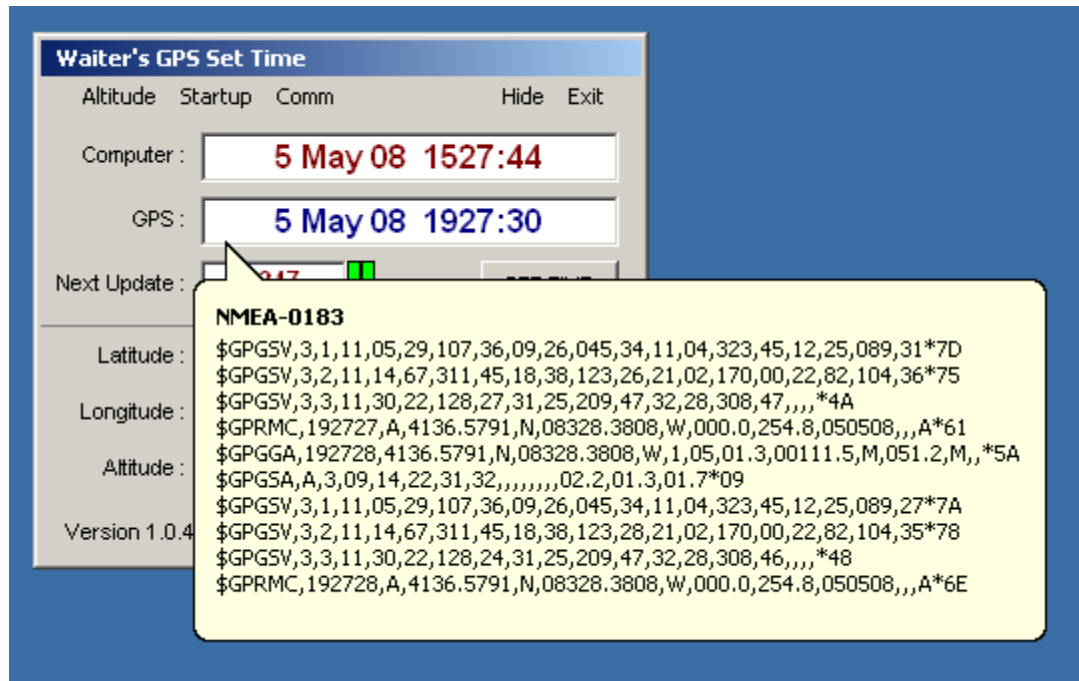 Waiter's GPS Set Time
Altitude Startup Comm Hide Exit
Computer : 5 May 08 1527:44
GPS : 5 May 08 1927:30
Next Update :
NMEA-0183
Latitude : $GPGSV,3,1,11,05,29,107,36,09,26,045,34,11,04,323,45,12,25,089,31*7D
$GPGSV,3,2,11,14,67,311,45,18,38,123,26,21,02,170,00,22,82,104,36*75
Longitude : $GPGSV,3,3,11,30,22,128,27,31,25,209,47,32,28,308,47,,,,*4A
$GPRMC,192727,A,4136.5791,N,08328.3808,W,000.0,254.8,050508,,,A*61
Altitude : $GPGGA,192728,4136.5791,N,08328.3808,W,1,05,01.3,00111.5,M,051.2,M,,*5A
$GPGSA,A,3,09,14,22,31,32,,,,,,,,02.2,01.3,01.7*09
$GPGSV,3,1,11,05,29,107,36,09,26,045,34,11,04,323,45,12,25,089,27*7A
Version 1.0.4 $GPGSV,3,2,11,14,67,311,45,18,38,123,28,21,02,170,00,22,82,104,35*78
$GPGSV,3,3,11,30,22,128,24,31,25,209,47,32,28,308,46,,,,*48
$GPRMC,192728,A,4136.5791,N,08328.3808,W,000.0,254.8,050508,,,A*6E